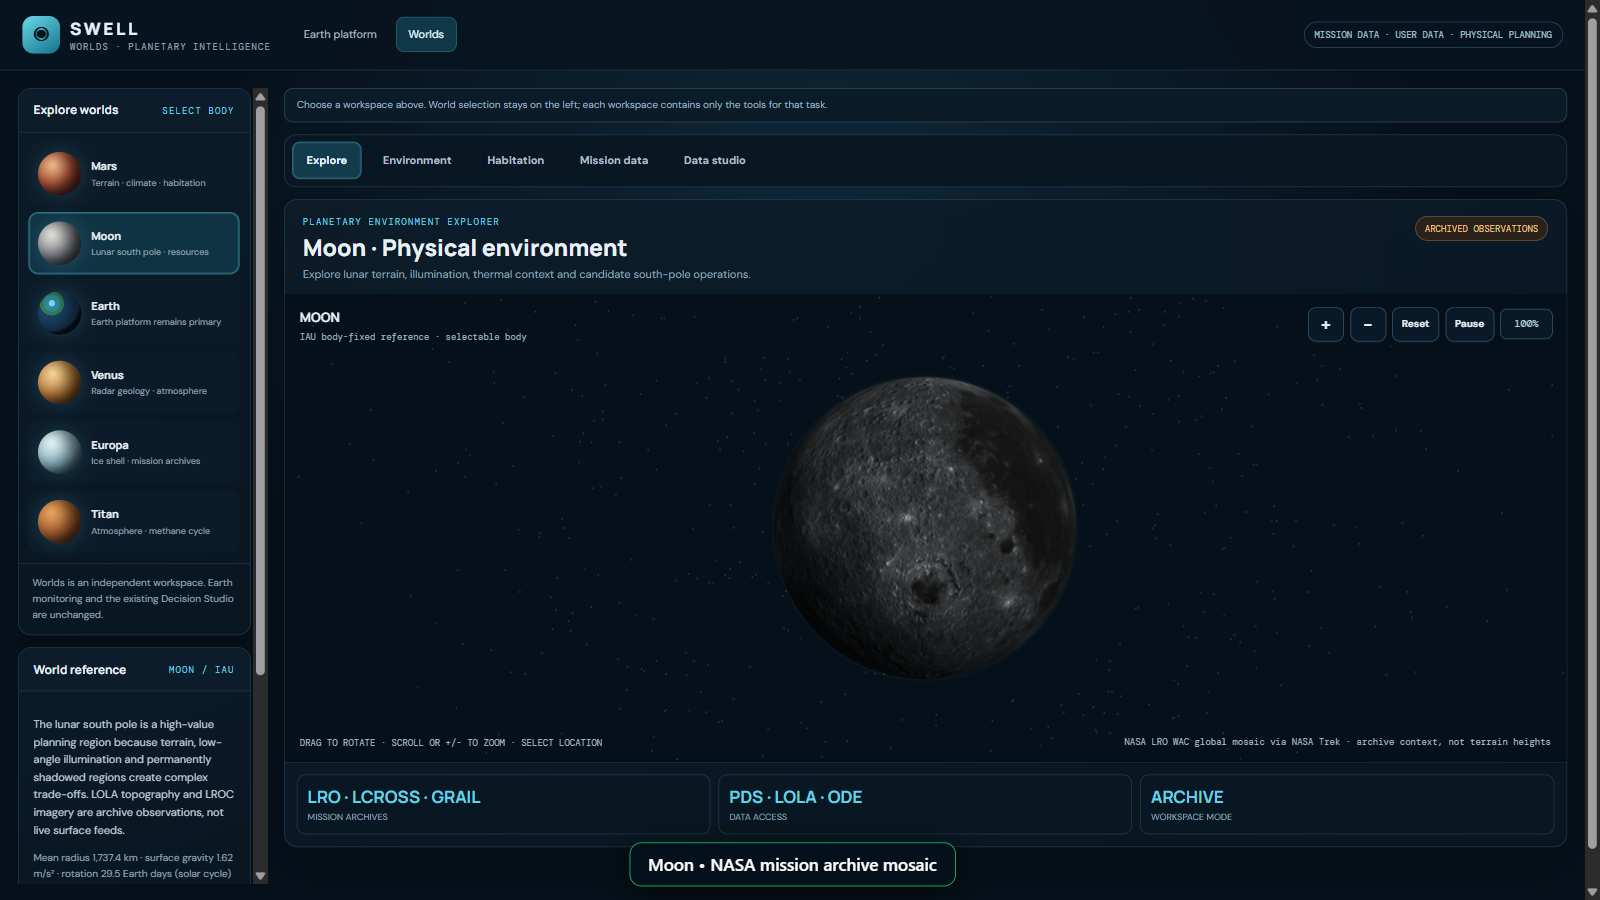 SWELL
WORLDS · PLANETARY INTELLIGENCE
Earth platform
Worlds
MISSION DATA · USER DATA · PHYSICAL PLANNING
Explore worlds
SELECT BODY
Mars
Terrain · climate · habitation
Moon
Lunar south pole · resources
Earth
Earth platform remains primary
Venus
Radar geology · atmosphere
Europa
Ice shell · mission archives
Titan
Atmosphere · methane cycle
Worlds is an independent workspace. Earth
monitoring and the existing Decision Studio
are unchanged.
World reference
MOON / IAU
The lunar south pole is a high-value
planning region because terrain, low-
angle illumination and permanently
shadowed regions create complex
trade-offs. LOLA topography and LROC
imagery are archive observations, not
live surface feeds.
Mean radius 1,737.4 km · surface gravity 1.62
m/s² · rotation 29.5 Earth days (solar cycle)
Choose a workspace above. World selection stays on the left; each workspace contains only the tools for that task.
Explore
Environment
Habitation
Mission data
Data studio
PLANETARY ENVIRONMENT EXPLORER
Moon · Physical environment
Explore lunar terrain, illumination, thermal context and candidate south-pole operations.
ARCHIVED OBSERVATIONS
MOON
IAU body-fixed reference · selectable body
+
−
Reset
Pause
100%
DRAG TO ROTATE · SCROLL OR +/- TO ZOOM · SELECT LOCATION
NASA LRO WAC global mosaic via NASA Trek · archive context, not terrain heights
LRO · LCROSS · GRAIL
MISSION ARCHIVES
PDS · LOLA · ODE
DATA ACCESS
ARCHIVE
WORKSPACE MODE
Moon • NASA mission archive mosaic